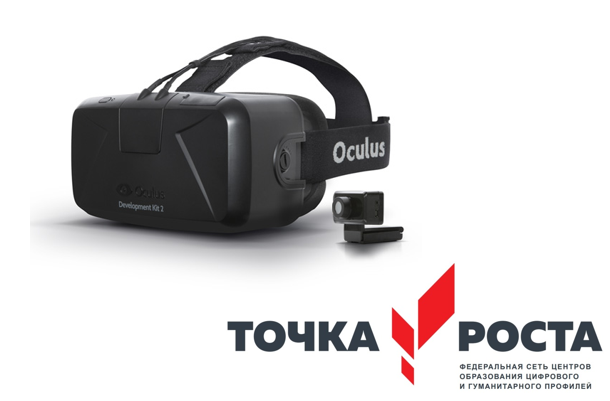 Oculus
Oculus
Development Kit 2
ТОЧКА РОСТА
ФЕДЕРАЛЬНАЯ СЕТЬ ЦЕНТРОВ
ОБРАЗОВАНИЯ ЦИФРОВОГО
И ГУМАНИТАРНОГО ПРОФИЛЕЙ